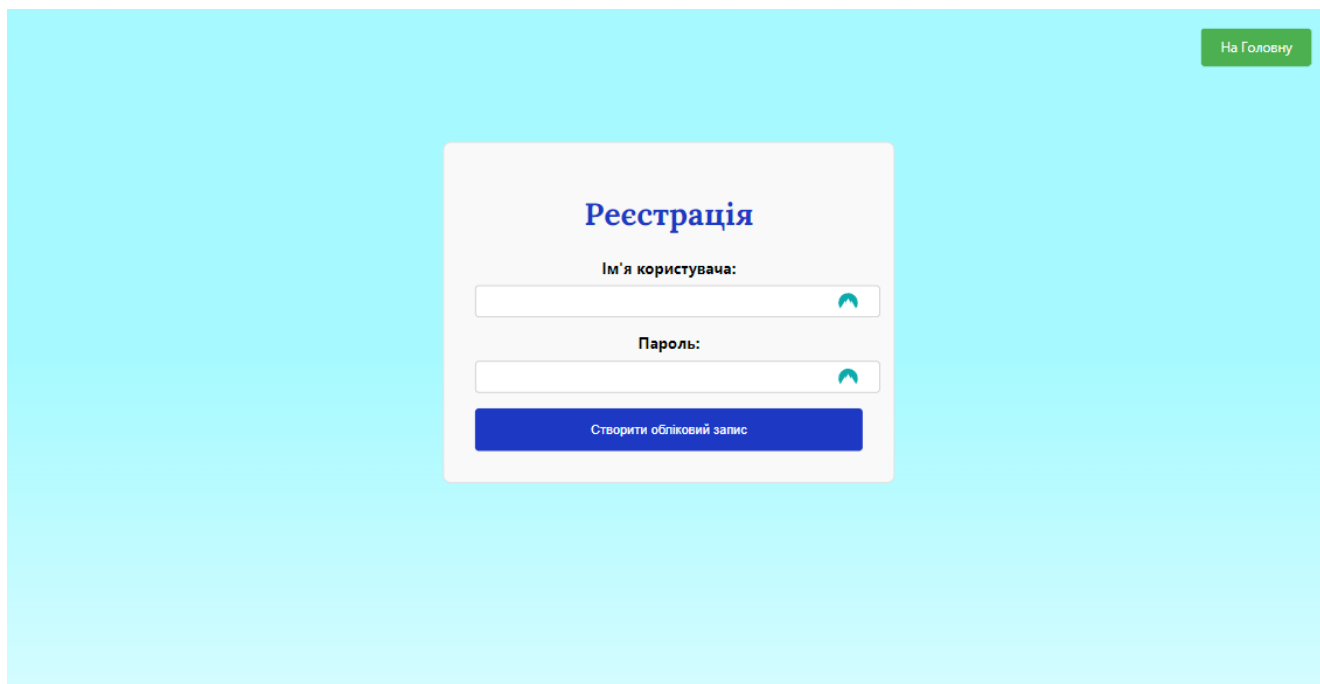 На Головну
Реєстрація
Ім'я користувача:
Пароль:
Створити обліковий запис